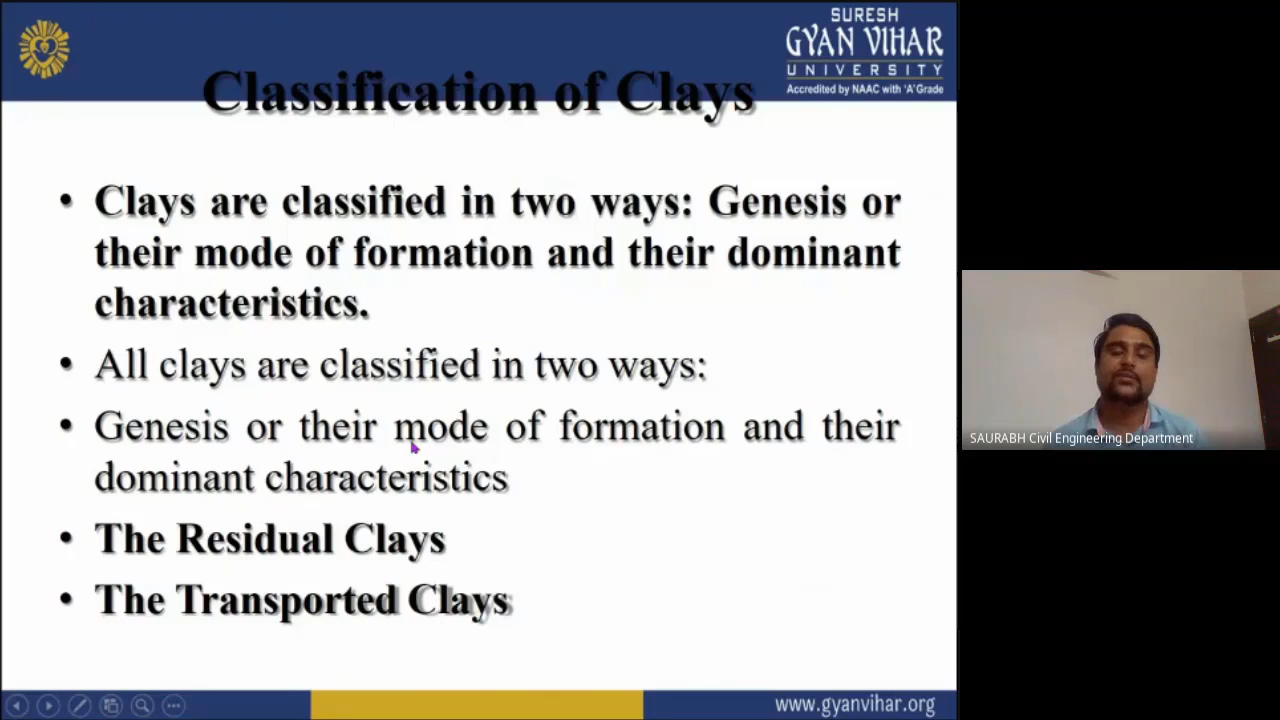 SURESH
GYAN VIHAR
UNIVERSITY
Accredited by NAAC with 'A' Grade
Classification of Clays
• Clays are classified in two ways: Genesis or
their mode of formation and their dominant
characteristics.
• All clays are classified in two ways:
• Genesis or their mode of formation and their
dominant characteristics
• The Residual Clays
• The Transported Clays
SAURABH Civil Engineering Department
www.gyanvihar.org